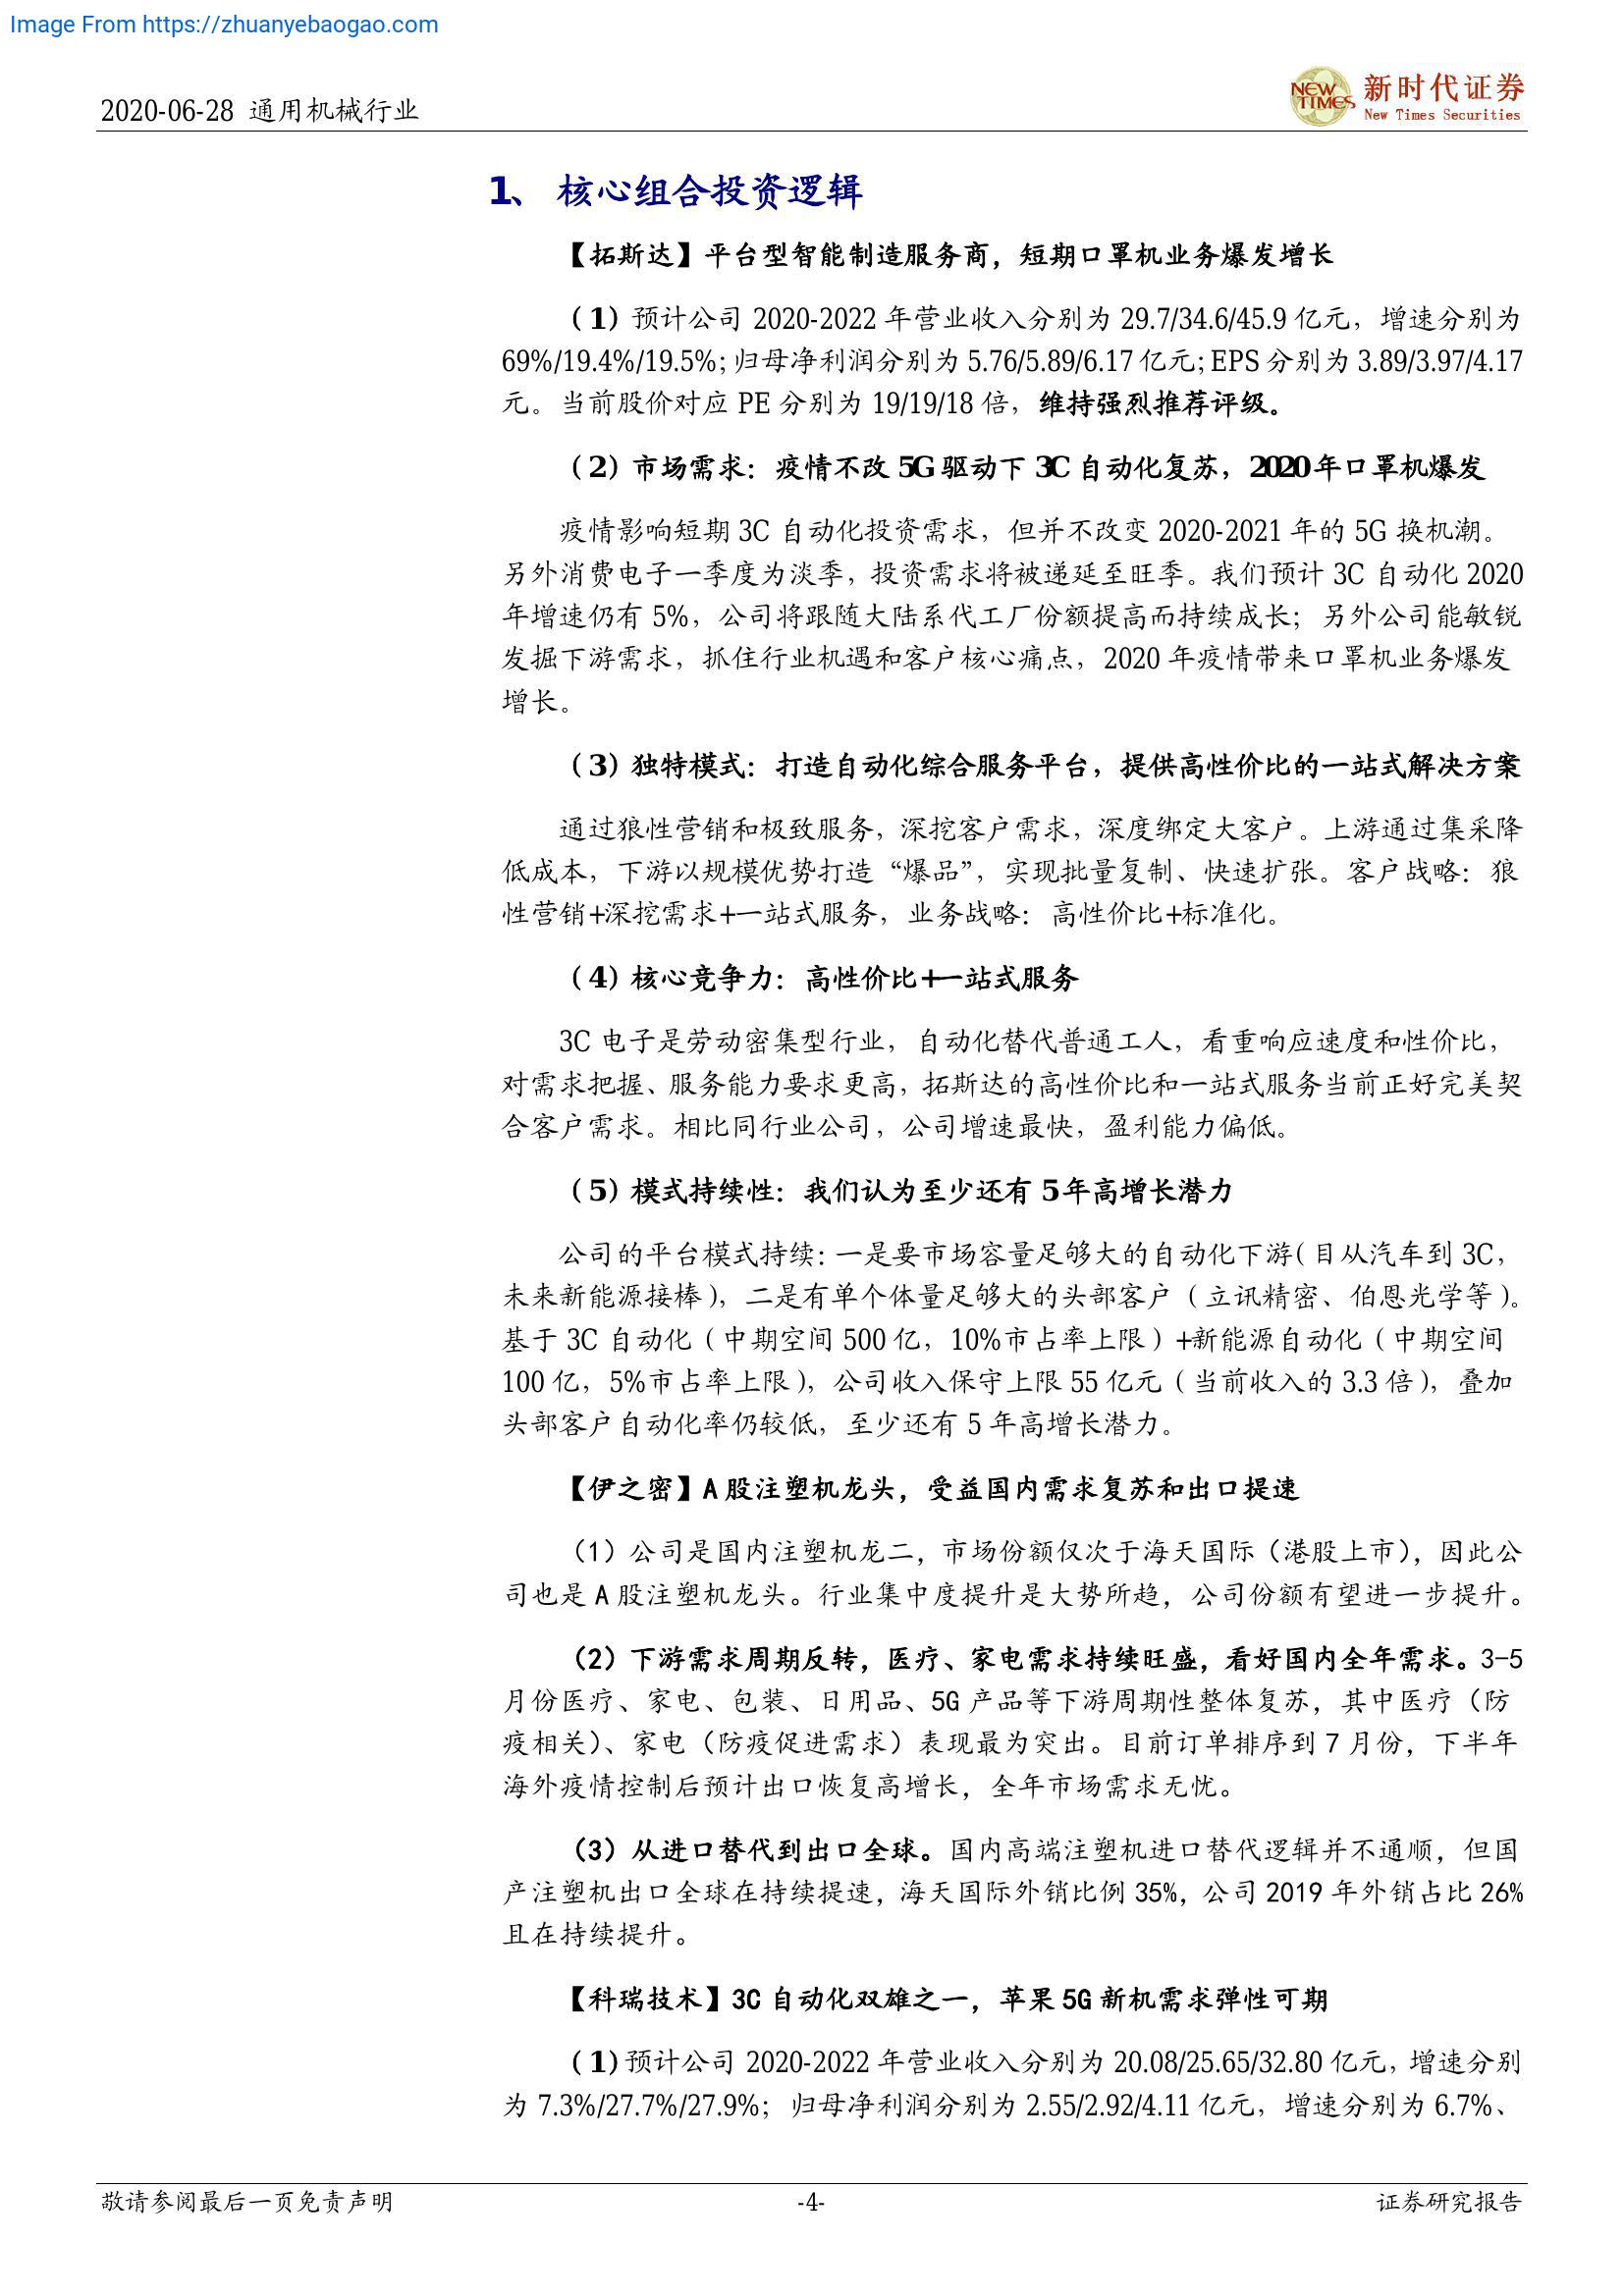 Image From https://zhuanyebaogao.com
2020-06-28 通用机械行业
NEW TIMES 新时代证券
New Times Securities
1、 核心组合投资逻辑
【拓斯达】平台型智能制造服务商，短期口罩机业务爆发增长
（1）预计公司 2020-2022 年营业收入分别为 29.7/34.6/45.9 亿元，增速分别为
69%/19.4%/19.5%；归母净利润分别为 5.76/5.89/6.17 亿元；EPS 分别为 3.89/3.97/4.17
元。当前股价对应 PE 分别为 19/19/18 倍，维持强烈推荐评级。
（2）市场需求：疫情不改 5G 驱动下 3C 自动化复苏，2020 年口罩机爆发
疫情影响短期 3C 自动化投资需求，但并不改变 2020-2021 年的 5G 换机潮。
另外消费电子一季度为淡季，投资需求将被递延至旺季。我们预计 3C 自动化 2020
年增速仍有 5%，公司将跟随大陆系代工厂份额提高而持续成长；另外公司能敏锐
发掘下游需求，抓住行业机遇和客户核心痛点，2020 年疫情带来口罩机业务爆发
增长。
（3）独特模式：打造自动化综合服务平台，提供高性价比的一站式解决方案
通过狼性营销和极致服务，深挖客户需求，深度绑定大客户。上游通过集采降
低成本，下游以规模优势打造“爆品”，实现批量复制、快速扩张。客户战略：狼
性营销+深挖需求+一站式服务，业务战略：高性价比+标准化。
（4）核心竞争力：高性价比+一站式服务
3C 电子是劳动密集型行业，自动化替代普通工人，看重响应速度和性价比，
对需求把握、服务能力要求更高，拓斯达的高性价比和一站式服务当前正好完美契
合客户需求。相比同行业公司，公司增速最快，盈利能力偏低。
（5）模式持续性：我们认为至少还有 5 年高增长潜力
公司的平台模式持续：一是要市场容量足够大的自动化下游（目从汽车到 3C，
未来新能源接棒），二是有单个体量足够大的头部客户（立讯精密、伯恩光学等）。
基于 3C 自动化（中期空间 500 亿，10%市占率上限）+新能源自动化（中期空间
100 亿，5%市占率上限），公司收入保守上限 55 亿元（当前收入的 3.3 倍），叠加
头部客户自动化率仍较低，至少还有 5 年高增长潜力。
【伊之密】A 股注塑机龙头，受益国内需求复苏和出口提速
（1）公司是国内注塑机龙二，市场份额仅次于海天国际（港股上市），因此公
司也是 A 股注塑机龙头。行业集中度提升是大势所趋，公司份额有望进一步提升。
（2）下游需求周期反转，医疗、家电需求持续旺盛，看好国内全年需求。3-5
月份医疗、家电、包装、日用品、5G 产品等下游周期性整体复苏，其中医疗（防
疫相关）、家电（防疫促进需求）表现最为突出。目前订单排序到 7 月份，下半年
海外疫情控制后预计出口恢复高增长，全年市场需求无忧。
（3）从进口替代到出口全球。国内高端注塑机进口替代逻辑并不通顺，但国
产注塑机出口全球在持续提速，海天国际外销比例 35%，公司 2019 年外销占比 26%
且在持续提升。
【科瑞技术】3C 自动化双雄之一，苹果 5G 新机需求弹性可期
（1）预计公司 2020-2022 年营业收入分别为 20.08/25.65/32.80 亿元，增速分别
为 7.3%/27.7%/27.9%；归母净利润分别为 2.55/2.92/4.11 亿元，增速分别为 6.7%、
敬请参阅最后一页免责声明
-4-
证券研究报告